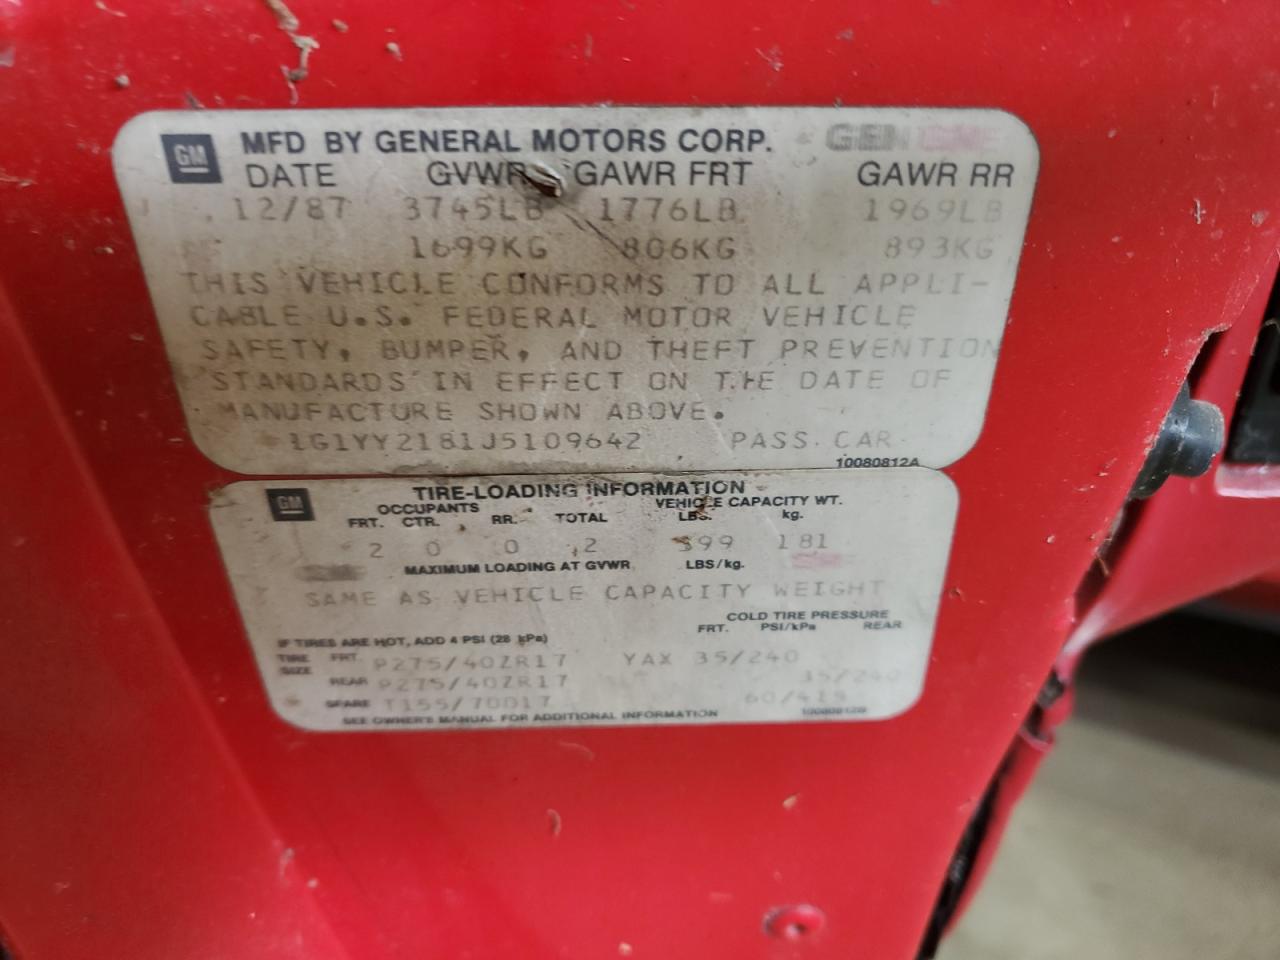 GM MFD BY GENERAL MOTORS CORP.
DATE GVWR GAWR FRT GAWR RR
12/87 3745LB 1776LB 1969LB
1699KG 806KG 893KG
THIS VEHICLE CONFORMS TO ALL APPLI-
CABLE U.S. FEDERAL MOTOR VEHICLE
SAFETY, BUMPER, AND THEFT PREVENTION
STANDARDS IN EFFECT ON THE DATE OF
MANUFACTURE SHOWN ABOVE.
1G1YY2181J5109642 PASS. CAR
10080812A
GM TIRE-LOADING INFORMATION
OCCUPANTS VEHICLE CAPACITY WT.
FRT. CTR. RR. TOTAL LBS. kg.
2 0 0 2 399 181
MAXIMUM LOADING AT GVWR LBS/kg.
SAME AS VEHICLE CAPACITY WEIGHT
COLD TIRE PRESSURE
FRT. PSI/kPa REAR
IF TIRES ARE HOT, ADD 4 PSI (28 kPa)
TIRE SIZE FRT. P275/40ZR17 YAX 35/240
REAR P275/40ZR17 35/240
SPARE T155/70D17
SEE OWNER'S MANUAL FOR ADDITIONAL INFORMATION